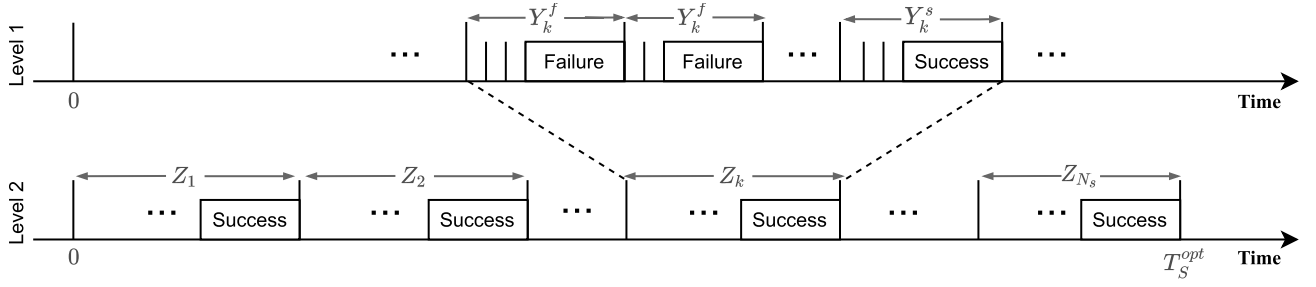 Level 1
$Y_k^f$ $Y_k^f$ $Y_k^s$
... Failure Failure ... Success ...
0 Time
Level 2
$Z_1$ $Z_2$ $Z_k$ $Z_{N_s}$
... Success ... Success ... ... Success ... ... Success
0 $T_S^{opt}$ Time